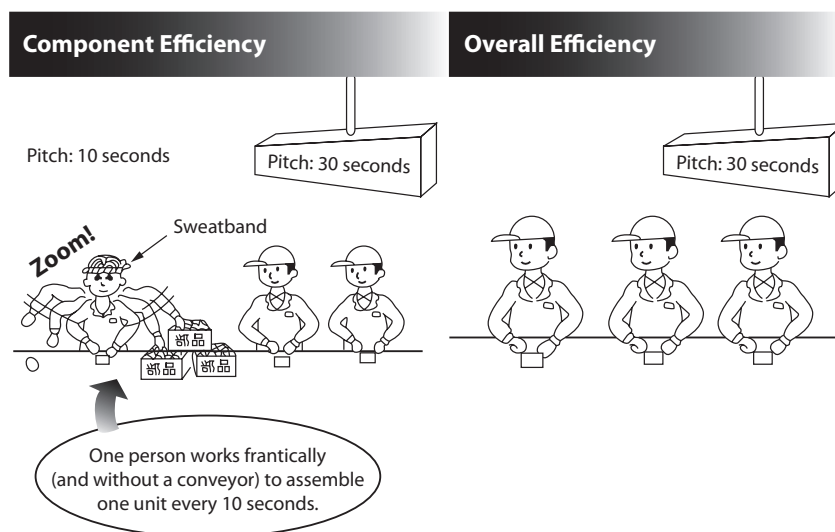 Component Efficiency
Overall Efficiency
Pitch: 10 seconds
Pitch: 30 seconds
Pitch: 30 seconds
Sweatband
Zoom!
部品
部品
部品
One person works frantically
(and without a conveyor) to assemble
one unit every 10 seconds.